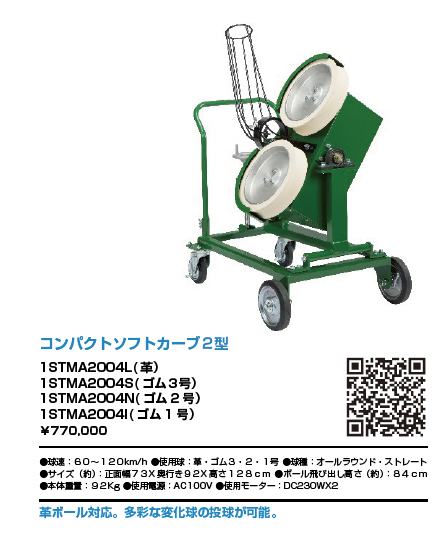 コンパクトソフトカーブ2型
1STMA2004L(革)
1STMA2004S(ゴム3号)
1STMA2004N(ゴム2号)
1STMA2004I(ゴム1号)
¥770,000
●球速：60〜120km/h ●使用球：革・ゴム3・2・1号 ●球種：オールラウンド・ストレート
●サイズ（約）：正面幅73X奥行き92X高さ128cm ●ボール飛び出し高さ（約）：84cm
●本体重量：92Kg ●使用電源：AC100V ●使用モーター：DC230WX2
革ボール対応。多彩な変化球の投球が可能。